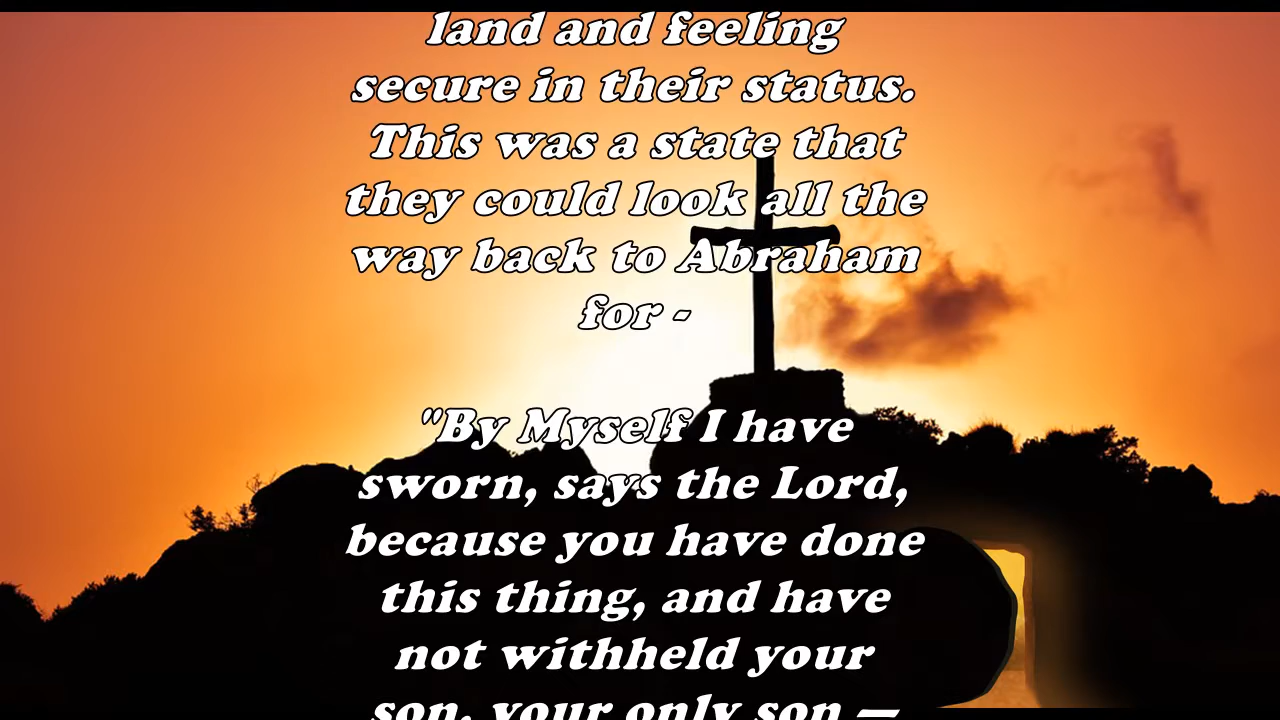 land and feeling
secure in their status.
This was a state that
they could look all the
way back to Abraham
for -
"By Myself I have
sworn, says the Lord,
because you have done
this thing, and have
not withheld your
son, your only son —